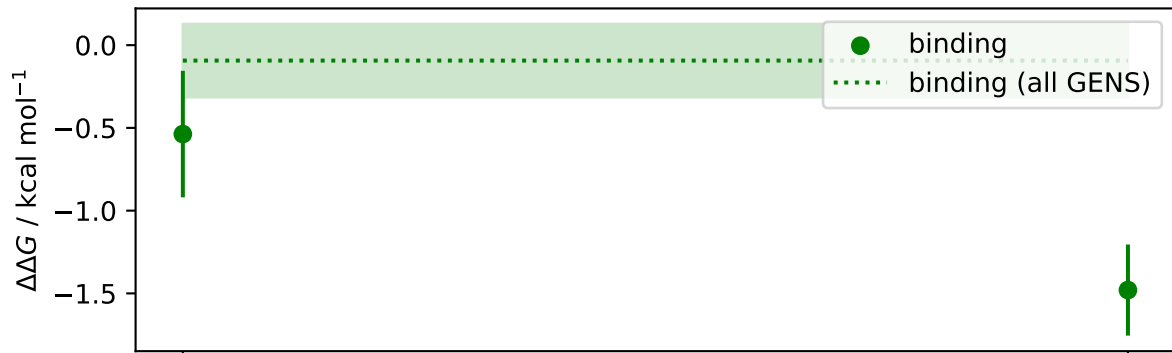 0.0
−0.5
−1.0
−1.5
ΔΔG / kcal mol⁻¹
binding
binding (all GENS)